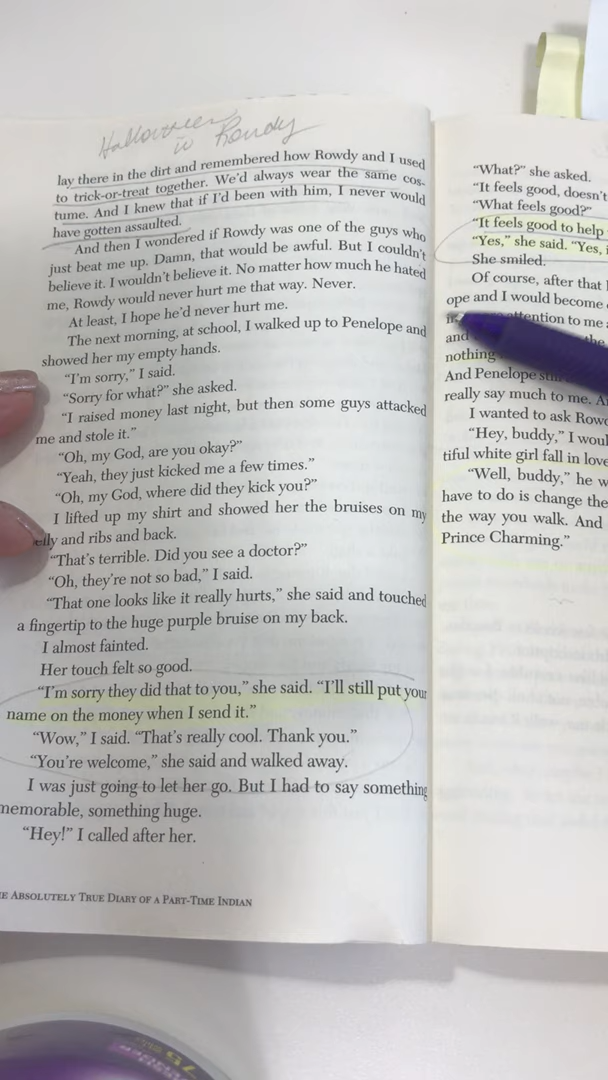 Halloween
w Rowdy
lay there in the dirt and remembered how Rowdy and I used
to trick-or-treat together. We'd always wear the same cos-
tume. And I knew that if I'd been with him, I never would
have gotten assaulted.
And then I wondered if Rowdy was one of the guys who
just beat me up. Damn, that would be awful. But I couldn't
believe it. I wouldn't believe it. No matter how much he hated
me, Rowdy would never hurt me that way. Never.
At least, I hope he'd never hurt me.
The next morning, at school, I walked up to Penelope and
showed her my empty hands.
"I'm sorry," I said.
"Sorry for what?" she asked.
"I raised money last night, but then some guys attacked
me and stole it."
"Oh, my God, are you okay?"
"Yeah, they just kicked me a few times."
"Oh, my God, where did they kick you?"
I lifted up my shirt and showed her the bruises on my
elly and ribs and back.
"That's terrible. Did you see a doctor?"
"Oh, they're not so bad," I said.
"That one looks like it really hurts," she said and touched
a fingertip to the huge purple bruise on my back.
I almost fainted.
Her touch felt so good.
"I'm sorry they did that to you," she said. "I'll still put your
name on the money when I send it."
"Wow," I said. "That's really cool. Thank you."
"You're welcome," she said and walked away.
I was just going to let her go. But I had to say something
memorable, something huge.
"Hey!" I called after her.
E ABSOLUTELY TRUE DIARY OF A PART-TIME INDIAN
"What?" she asked.
"It feels good, doesn't
"What feels good?"
"It feels good to help
"Yes," she said. "Yes, i
She smiled.
Of course, after that
ope and I would become
attention to me
and the
nothing
And Penelope
really say much to me. A
I wanted to ask Rowd
"Hey, buddy," I woul
tiful white girl fall in love
"Well, buddy," he w
have to do is change the
the way you walk. And
Prince Charming."